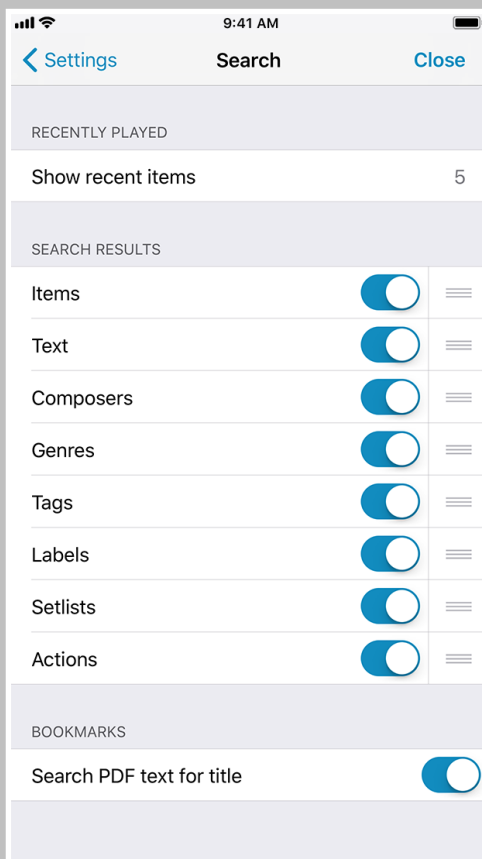 9:41 AM
Settings Search Close
RECENTLY PLAYED
Show recent items 5
SEARCH RESULTS
Items
Text
Composers
Genres
Tags
Labels
Setlists
Actions
BOOKMARKS
Search PDF text for title